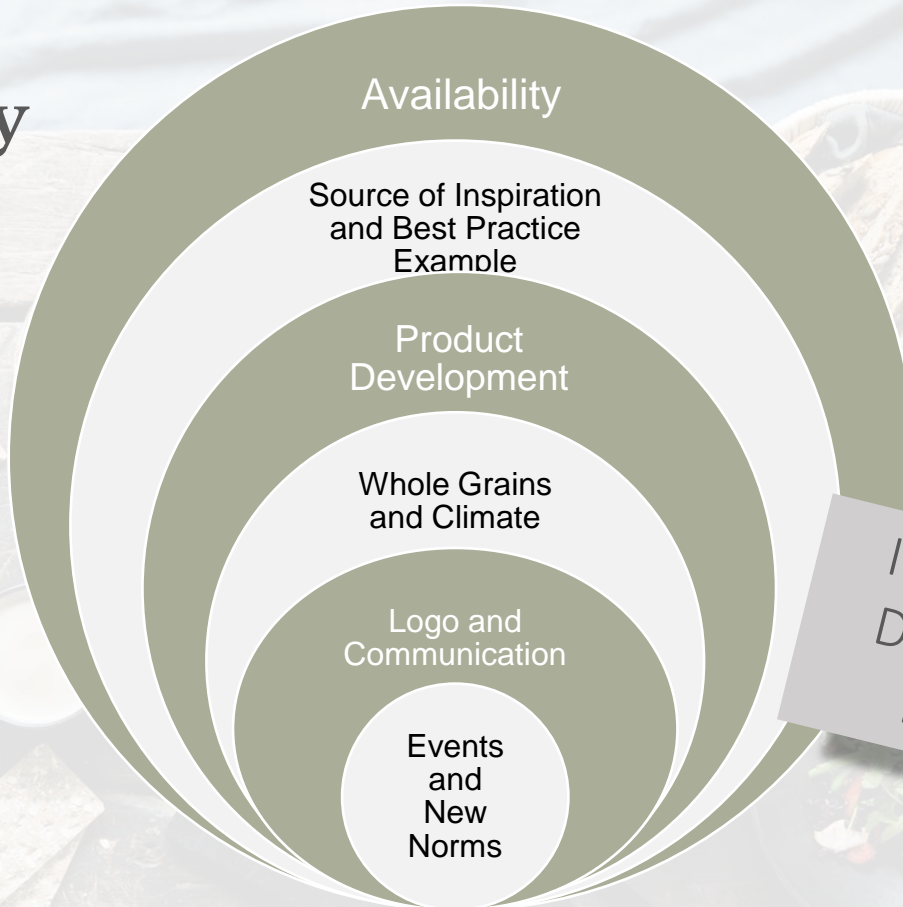 y
Availability
Source of Inspiration
and Best Practice
Example
Product
Development
Whole Grains
and Climate
Logo and
Communication
Events
and
New
Norms